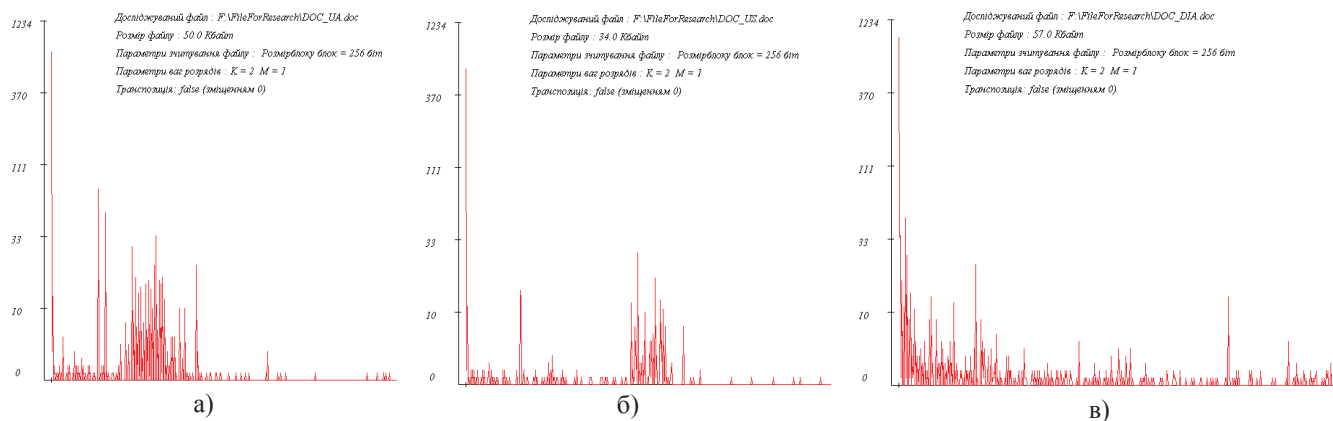 Досліджуваний файл : F:\FileForResearch\DOC_UA.doc
Розмір файлу : 50.0 Кбайт
Параметри зчитування файлу : Розмірблоку блок = 256 біт
Параметри ваг розрядів : K = 2 M = 1
Транспозиція: false (зміщенням 0)
1234
370
111
33
10
0
а)
Досліджуваний файл : F:\FileForResearch\DOC_US.doc
Розмір файлу : 34.0 Кбайт
Параметри зчитування файлу : Розмірблоку блок = 256 біт
Параметри ваг розрядів : K = 2 M = 1
Транспозиція: false (зміщенням 0)
1234
370
111
33
10
0
б)
Досліджуваний файл : F:\FileForResearch\DOC_DIA.doc
Розмір файлу : 57.0 Кбайт
Параметри зчитування файлу : Розмірблоку блок = 256 біт
Параметри ваг розрядів : K = 2 M = 1
Транспозиція: false (зміщенням 0)
1234
370
111
33
10
0
в)